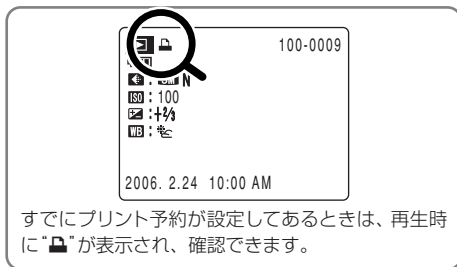 100-0009
N
ISO : 100
: +2/3
WB :
2006. 2.24 10:00 AM
すでにプリント予約が設定してあるときは、再生時
に“ ”が表示され、確認できます。